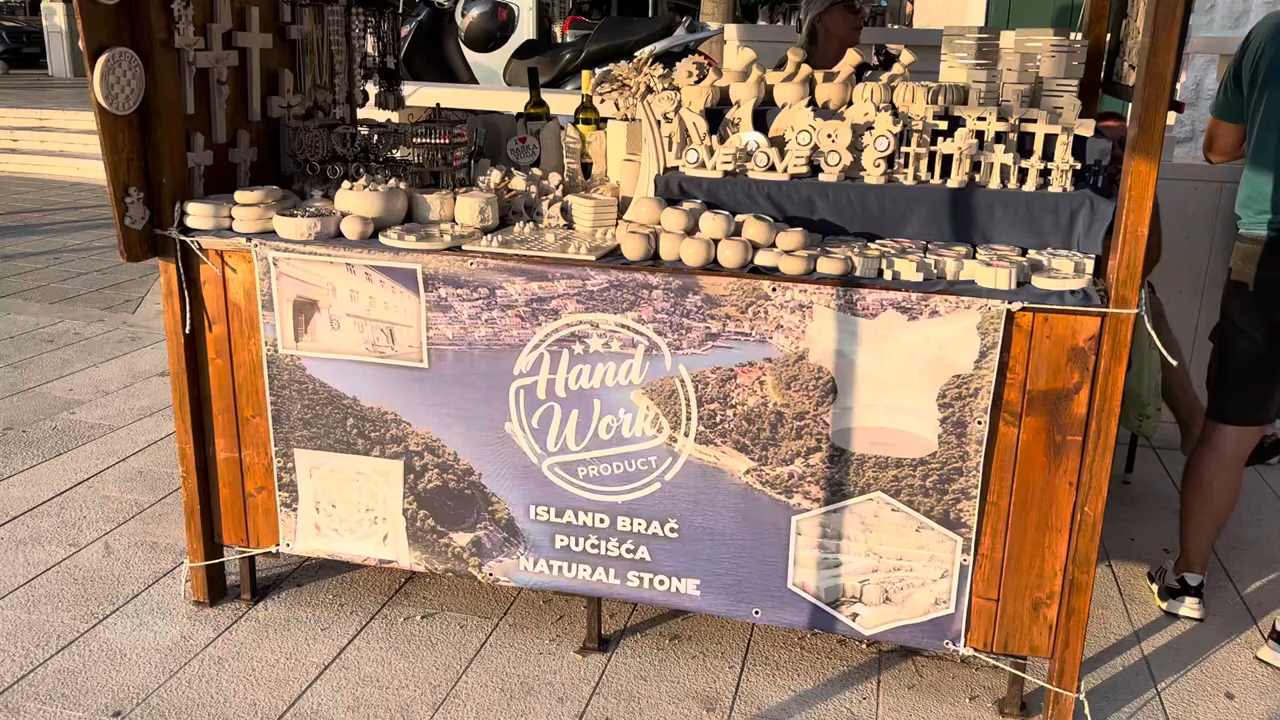 LOVE
LOVE
Hand
Work
PRODUCT
ISLAND BRAČ
PUČIŠĆA
NATURAL STONE